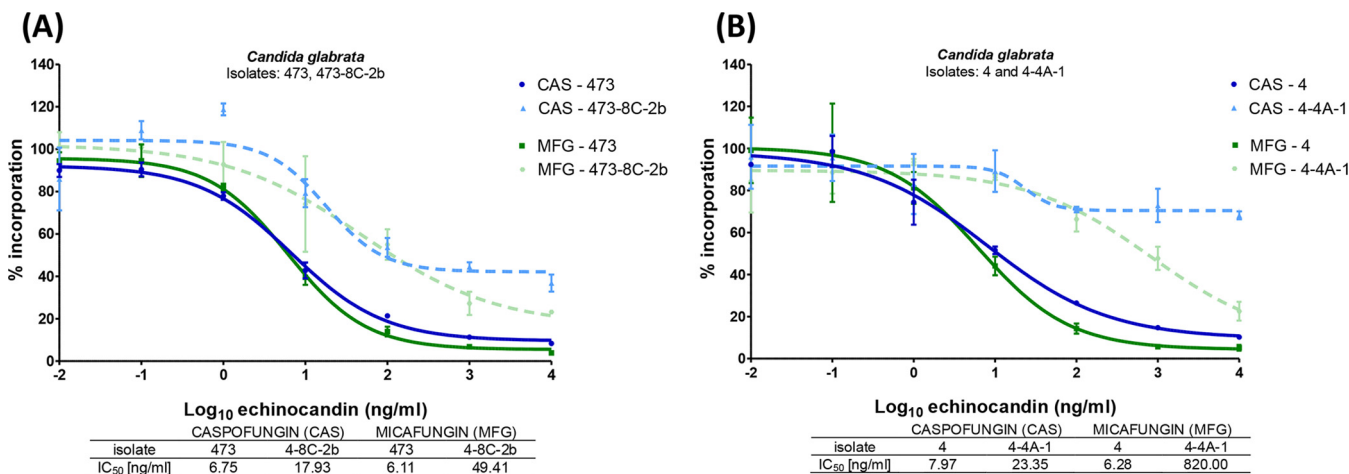 (A)
Candida glabrata
Isolates: 473, 473-8C-2b
140
120
100
80
60
40
20
0
% incorporation
-2 -1 0 1 2 3 4
Log10 echinocandin (ng/ml)
CAS - 473
CAS - 473-8C-2b
MFG - 473
MFG - 473-8C-2b
CASPOFUNGIN (CAS) MICAFUNGIN (MFG)
isolate 473 4-8C-2b 473 4-8C-2b
IC50 [ng/ml] 6.75 17.93 6.11 49.41
(B)
Candida glabrata
Isolates: 4 and 4-4A-1
140
120
100
80
60
40
20
0
% incorporation
-2 -1 0 1 2 3 4
Log10 echinocandin (ng/ml)
CAS - 4
CAS - 4-4A-1
MFG - 4
MFG - 4-4A-1
CASPOFUNGIN (CAS) MICAFUNGIN (MFG)
isolate 4 4-4A-1 4 4-4A-1
IC50 [ng/ml] 7.97 23.35 6.28 820.00